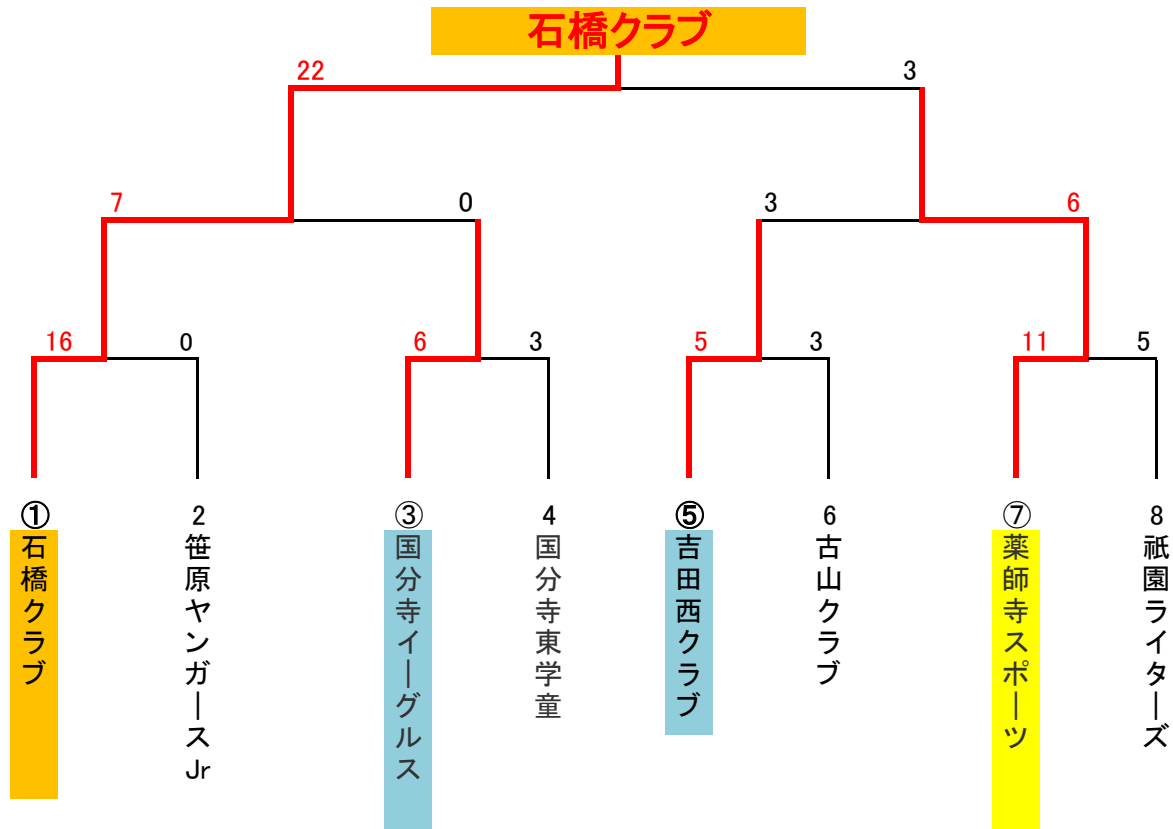 石橋クラブ
22
3
7
0
3
6
16
0
6
3
5
3
11
5
①
石橋クラブ
2
笹原ヤンガースJr
③
国分寺イーグルス
4
国分寺東学童
⑤
吉田西クラブ
6
古山クラブ
⑦
薬師寺スポーツ
8
祇園ライターズ